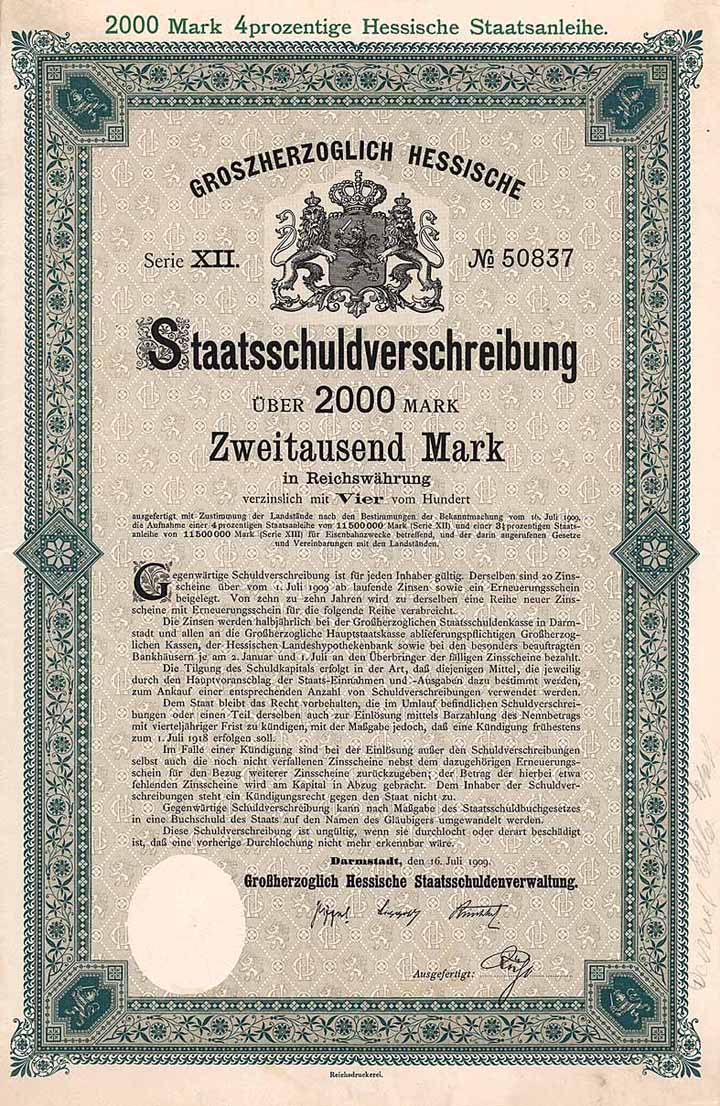 2000 Mark 4prozentige Hessische Staatsanleihe.
GROSZHERZOGLICH HESSISCHE
Serie XII.
№ 50837
Staatsschuldverschreibung
ÜBER 2000 MARK
Zweitausend Mark
in Reichswährung
verzinslich mit Vier vom Hundert
ausgefertigt mit Zustimmung der Landstände nach den Bestimmungen der Bekanntmachung vom 16. Juli 1909,
die Aufnahme einer 4prozentigen Staatsanleihe von 11500000 Mark (Serie XII) und einer 3½prozentigen Staats-
anleihe von 11500000 Mark (Serie XIII) für Eisenbahnzwecke betreffend, und der darin angerufenen Gesetze
und Vereinbarungen mit den Landständen.
Gegenwärtige Schuldverschreibung ist für jeden Inhaber gültig. Derselben sind 20 Zins-
scheine über vom 1. Juli 1909 ab laufende Zinsen sowie ein Erneuerungsschein
beigelegt. Von zehn zu zehn Jahren wird zu derselben eine Reihe neuer Zins-
scheine mit Erneuerungsschein für die folgende Reihe verabreicht.
Die Zinsen werden halbjährlich bei der Großherzoglichen Staatsschuldenkasse in Darm-
stadt und allen an die Großherzogliche Hauptstaatskasse ablieferungspflichtigen Großherzog-
lichen Kassen, der Hessischen Landeshypothekenbank sowie bei den besonders beauftragten
Bankhäusern je am 2. Januar und 1. Juli an den Überbringer der fälligen Zinsscheine bezahlt.
Die Tilgung des Schuldkapitals erfolgt in der Art, daß diejenigen Mittel, die jeweilig
durch den Hauptvoranschlag der Staats-Einnahmen und -Ausgaben dazu bestimmt werden,
zum Ankauf einer entsprechenden Anzahl von Schuldverschreibungen verwendet werden.
Dem Staat bleibt das Recht vorbehalten, die im Umlauf befindlichen Schuldverschrei-
bungen oder einen Teil derselben auch zur Einlösung mittels Barzahlung des Nennbetrags
mit vierteljähriger Frist zu kündigen, mit der Maßgabe jedoch, daß eine Kündigung frühestens
zum 1. Juli 1918 erfolgen soll.
Im Falle einer Kündigung sind bei der Einlösung außer den Schuldverschreibungen
selbst auch die noch nicht verfallenen Zinsscheine nebst dem dazugehörigen Erneuerungs-
schein für den Bezug weiterer Zinsscheine zurückzugeben; der Betrag der hierbei etwa
fehlenden Zinsscheine wird am Kapital in Abzug gebracht. Dem Inhaber der Schuldver-
schreibungen steht ein Kündigungsrecht gegen den Staat nicht zu.
Gegenwärtige Schuldverschreibung kann nach Maßgabe des Staatsschuldbuchgesetzes
in eine Buchschuld des Staats auf den Namen des Gläubigers umgewandelt werden.
Diese Schuldverschreibung ist ungültig, wenn sie durchlocht oder derart beschädigt
ist, daß eine vorherige Durchlochung nicht mehr erkennbar wäre.
Darmstadt, den 16. Juli 1909.
Großherzoglich Hessische Staatsschuldenverwaltung.
Ausgefertigt:
Reichsdruckerei.